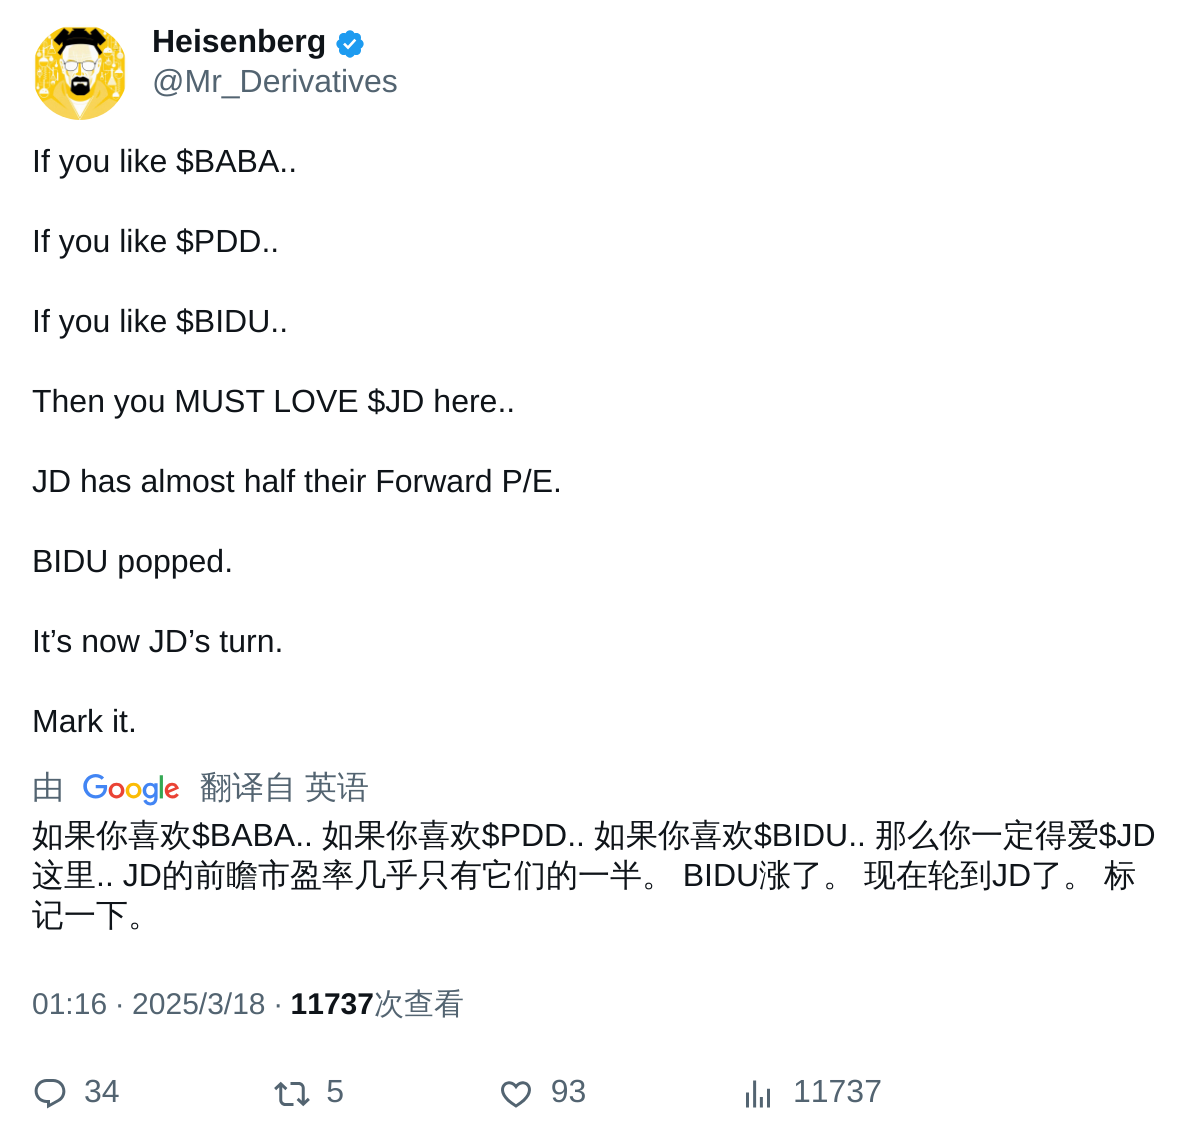 Heisenberg
@Mr_Derivatives
If you like $BABA..
If you like $PDD..
If you like $BIDU..
Then you MUST LOVE $JD here..
JD has almost half their Forward P/E.
BIDU popped.
It’s now JD’s turn.
Mark it.
由 Google 翻译自 英语
如果你喜欢$BABA.. 如果你喜欢$PDD.. 如果你喜欢$BIDU.. 那么你一定得爱$JD
这里.. JD的前瞻市盈率几乎只有它们的一半。 BIDU涨了。 现在轮到JD了。 标
记一下。
01:16 · 2025/3/18 · 11737次查看
34 5 93 11737